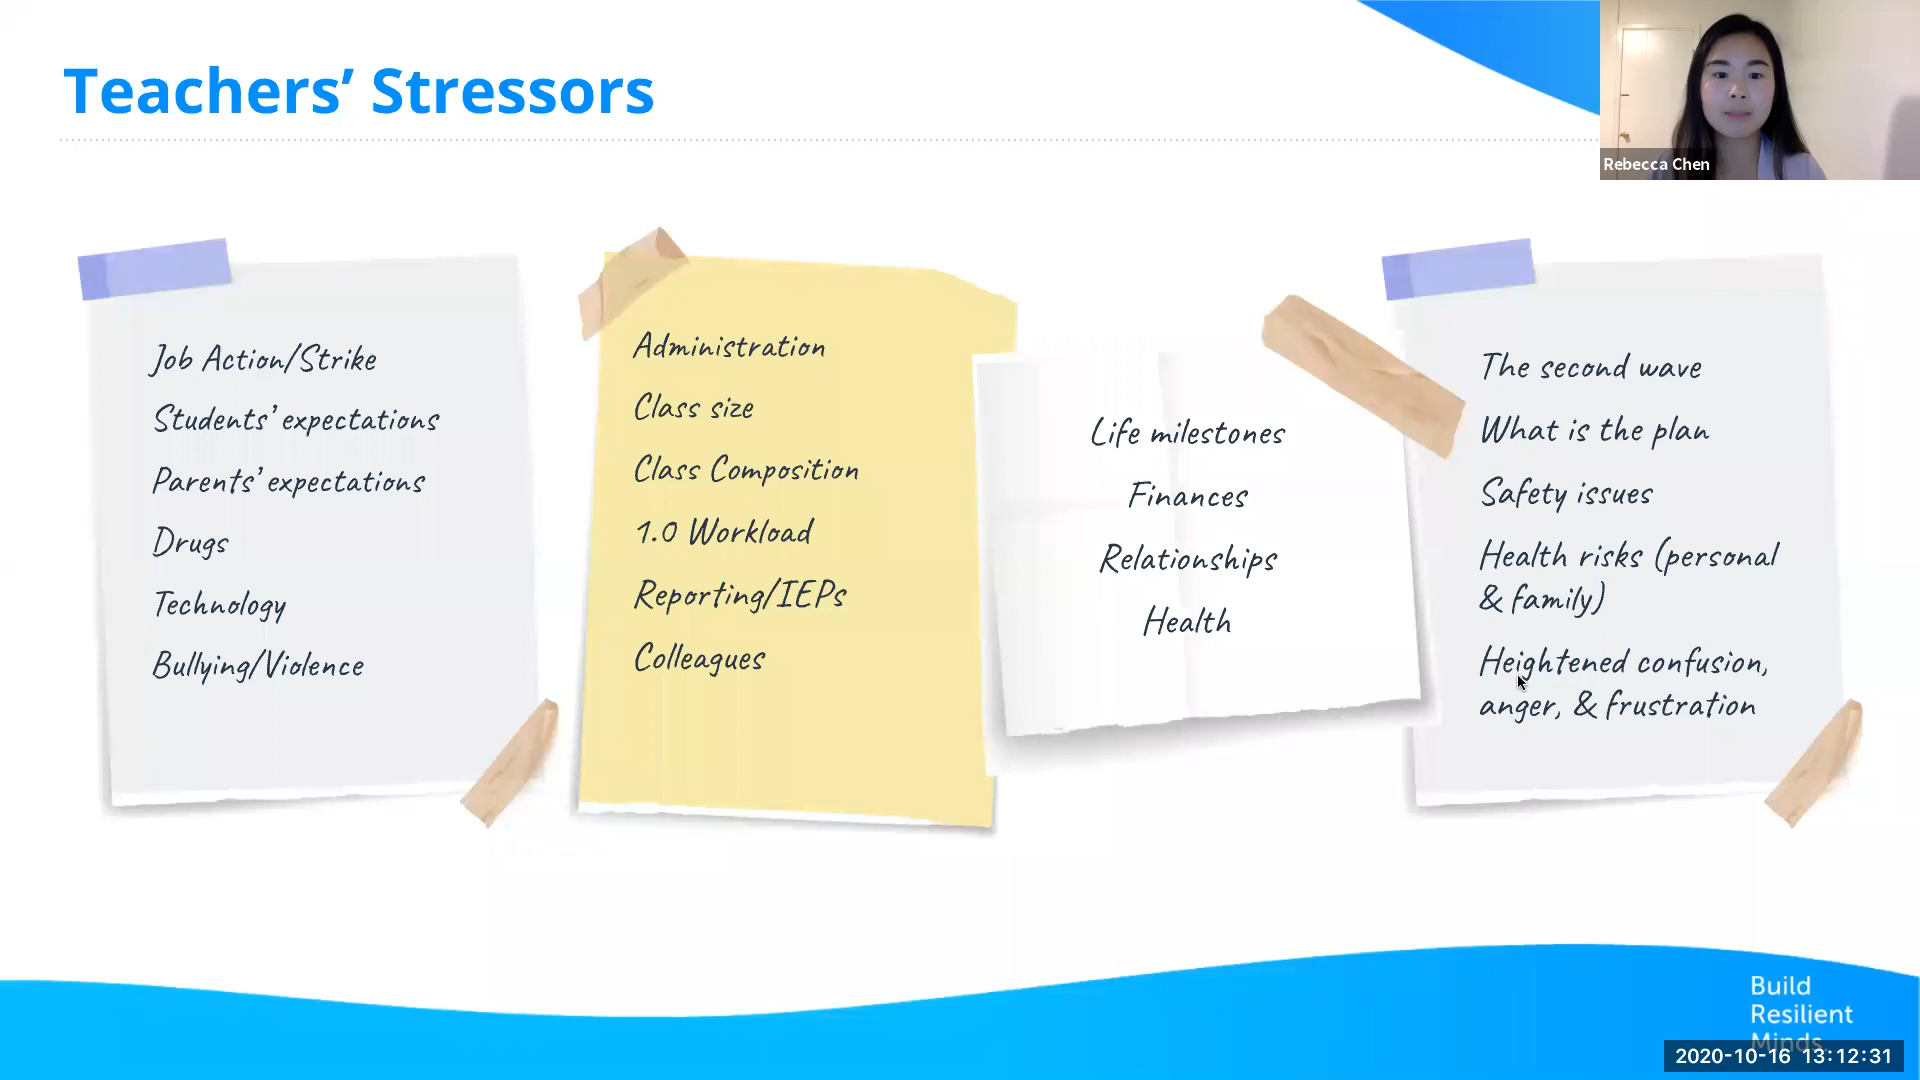 Teachers’ Stressors
Rebecca Chen
Job Action/Strike
Students’ expectations
Parents’ expectations
Drugs
Technology
Bullying/Violence
Administration
Class size
Class Composition
1.0 Workload
Reporting/IEPs
Colleagues
Life milestones
Finances
Relationships
Health
The second wave
What is the plan
Safety issues
Health risks (personal
& family)
Heightened confusion,
anger, & frustration
Build
Resilient
Minds
2020-10-16 13:12:31